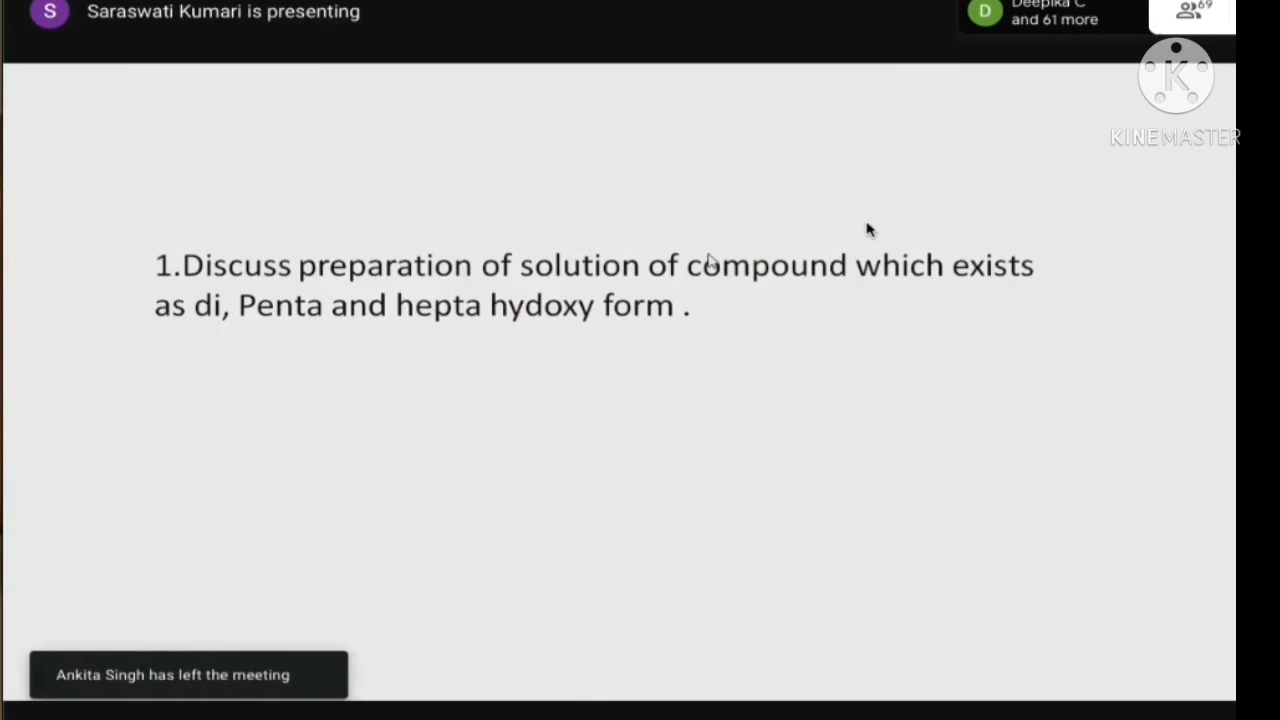 S
Saraswati Kumari is presenting
D
Deepika C
and 61 more
69
K
KINEMASTER
1.Discuss preparation of solution of compound which exists
as di, Penta and hepta hydoxy form .
Ankita Singh has left the meeting